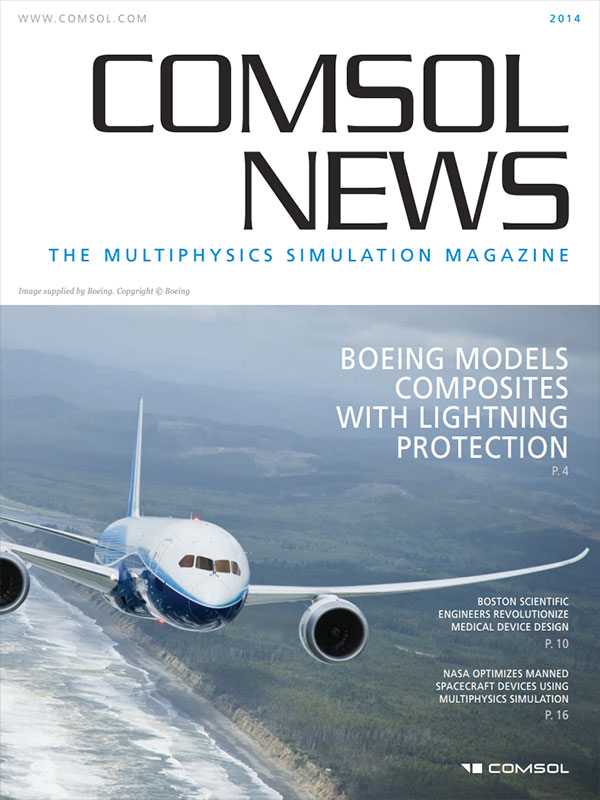 WWW.COMSOL.COM
2014
COMSOL
NEWS
THE MULTIPHYSICS SIMULATION MAGAZINE
Image supplied by Boeing. Copyright © Boeing
BOEING MODELS
COMPOSITES
WITH LIGHTNING
PROTECTION
P. 4
BOSTON SCIENTIFIC
ENGINEERS REVOLUTIONIZE
MEDICAL DEVICE DESIGN
P. 10
NASA OPTIMIZES MANNED
SPACECRAFT DEVICES USING
MULTIPHYSICS SIMULATION
P. 16
COMSOL